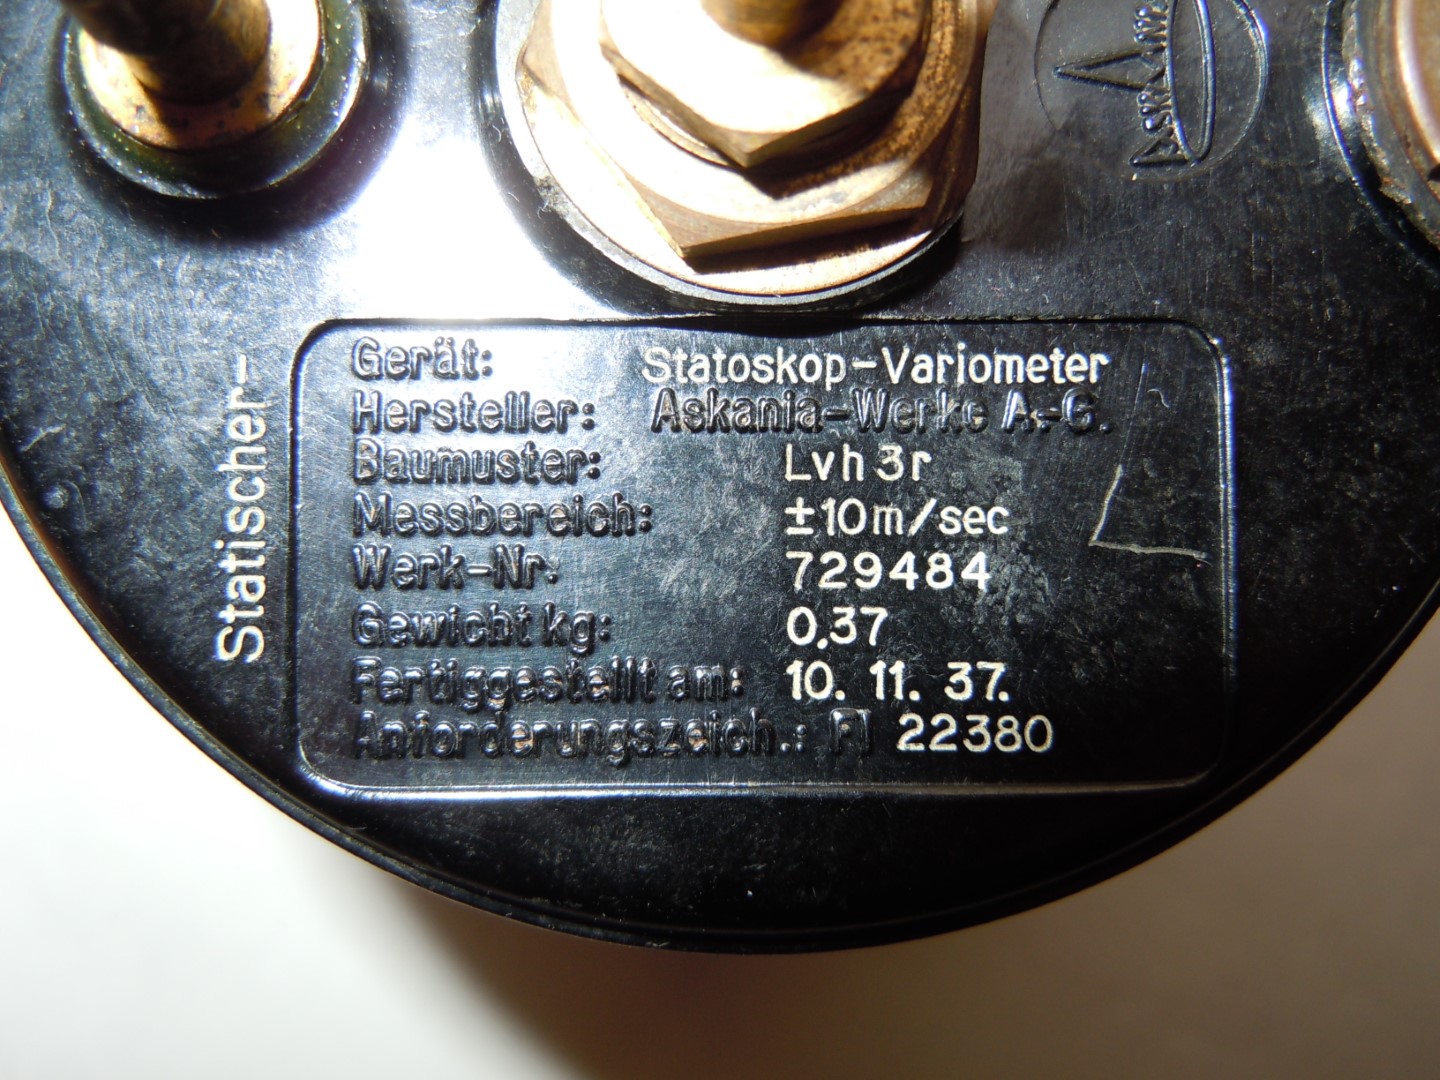 ASKANIA
Statischer-
Gerät: Statoskop-Variometer
Hersteller: Askania-Werke A.-G.
Baumuster: Lvh 3r
Messbereich: ±10m/sec
Werk-Nr: 729484
Gewicht kg: 0,37
Fertiggestellt am: 10. 11. 37.
Anforderungszeich.: Fl 22380